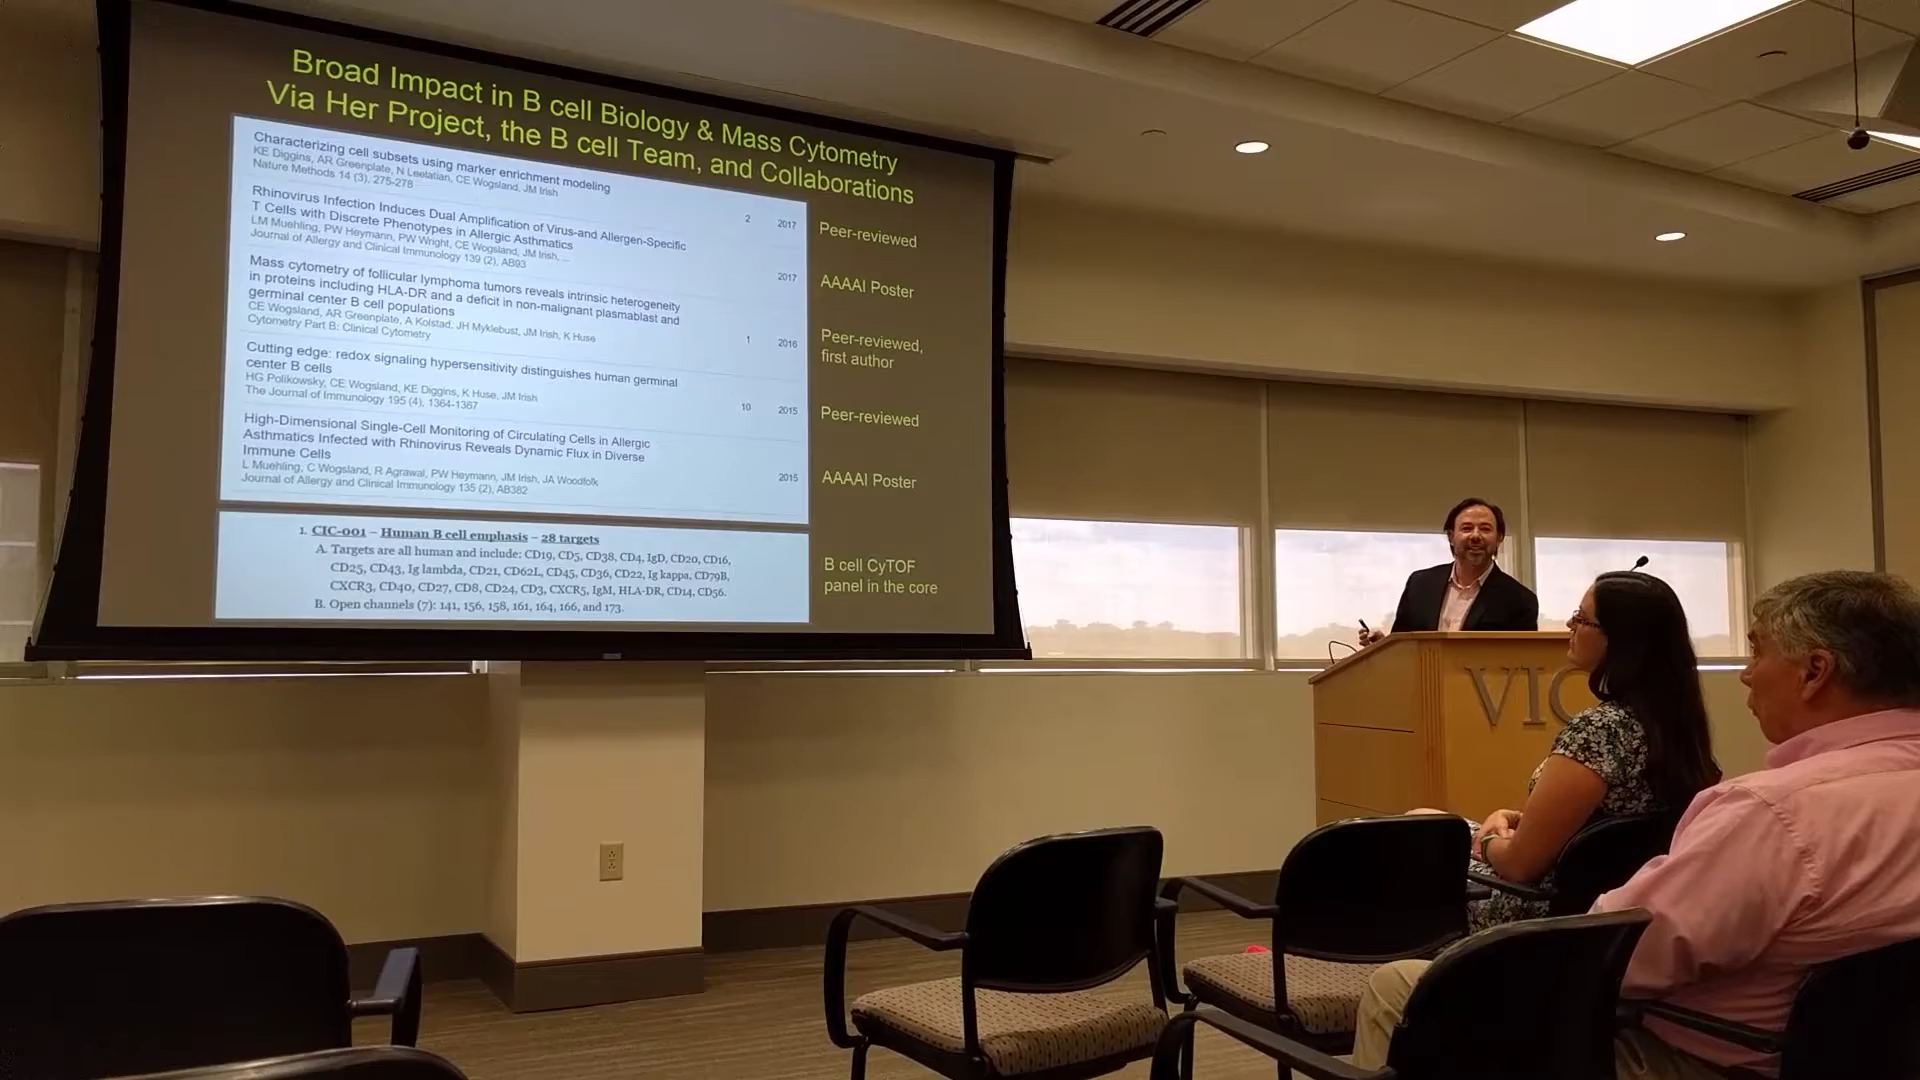 Broad Impact in B cell Biology & Mass Cytometry
Via Her Project, the B cell Team, and Collaborations
Characterizing cell subsets using marker enrichment modeling
KE Diggins, AR Greenplate, N Leelatian, CE Wogsland, JM Irish
Nature Methods 14 (3), 275-278
2 2017
Peer-reviewed
Rhinovirus Infection Induces Dual Amplification of Virus-and Allergen-Specific
T Cells with Discrete Phenotypes in Allergic Asthmatics
LM Muehling, PW Heymann, PW Wright, CE Wogsland, JM Irish, ...
Journal of Allergy and Clinical Immunology 139 (2), AB93
2017
AAAAI Poster
Mass cytometry of follicular lymphoma tumors reveals intrinsic heterogeneity
in proteins including HLA-DR and a deficit in non-malignant plasmablast and
germinal center B cell populations
CE Wogsland, AR Greenplate, A Kolstad, JH Myklebust, JM Irish, K Huse
Cytometry Part B: Clinical Cytometry
1 2016
Peer-reviewed,
first author
Cutting edge: redox signaling hypersensitivity distinguishes human germinal
center B cells
HG Polikowsky, CE Wogsland, KE Diggins, K Huse, JM Irish
The Journal of Immunology 195 (4), 1364-1367
10 2015
Peer-reviewed
High-Dimensional Single-Cell Monitoring of Circulating Cells in Allergic
Asthmatics Infected with Rhinovirus Reveals Dynamic Flux in Diverse
Immune Cells
L Muehling, C Wogsland, R Agrawal, PW Heymann, JM Irish, JA Woodfolk
Journal of Allergy and Clinical Immunology 135 (2), AB382
2015
AAAAI Poster
1. CIC-001 – Human B cell emphasis – 28 targets
A. Targets are all human and include: CD19, CD5, CD38, CD4, IgD, CD20, CD16,
CD25, CD43, Ig lambda, CD21, CD62L, CD45, CD36, CD22, Ig kappa, CD79B,
CXCR3, CD40, CD27, CD8, CD24, CD3, CXCR5, IgM, HLA-DR, CD14, CD56.
B. Open channels (7): 141, 156, 158, 161, 164, 166, and 173.
B cell CyTOF
panel in the core
VIC